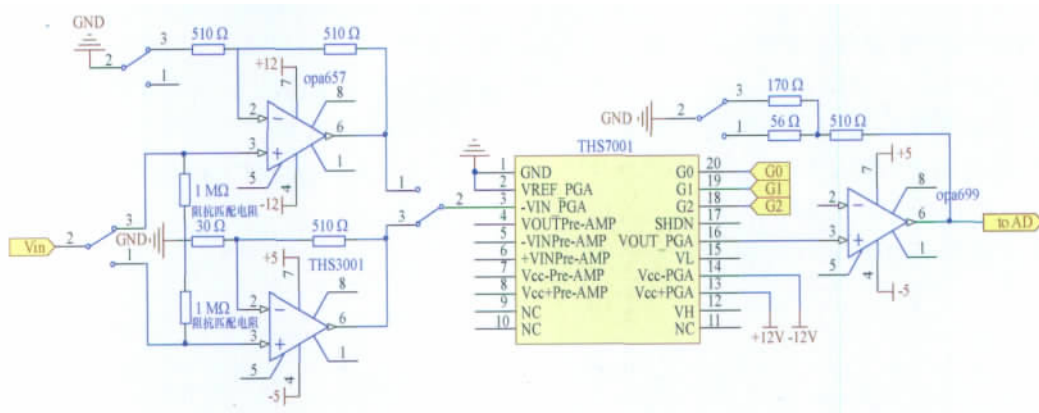 GND
2
3
1
510 Ω
510 Ω
+12
7
opa657
8
2
3
6
1
5
4
-12
1 MΩ
阻抗匹配电阻
Vin
2
3
1
GND
30 Ω
510 Ω
1 MΩ
阻抗匹配电阻
+5
7
THS3001
8
2
3
6
1
5
4
-5
1
2
3
THS7001
1 GND
2 VREF_PGA
3 -VIN_PGA
4 VOUTPre-AMP
5 -VINPre-AMP
6 +VINPre-AMP
7 Vcc-Pre-AMP
8 Vcc+Pre-AMP
9 NC
10 NC
G0 20 G0
G1 19 G1
G2 18 G2
SHDN 17
VOUT_PGA 16
VL 15
Vcc-PGA 14
Vcc+PGA 13
VH 12
NC 11
+12V -12V
GND
2
3
1
170 Ω
56 Ω
510 Ω
+5
7
8
2
3
6
1
5
4
-5
opa699
to AD